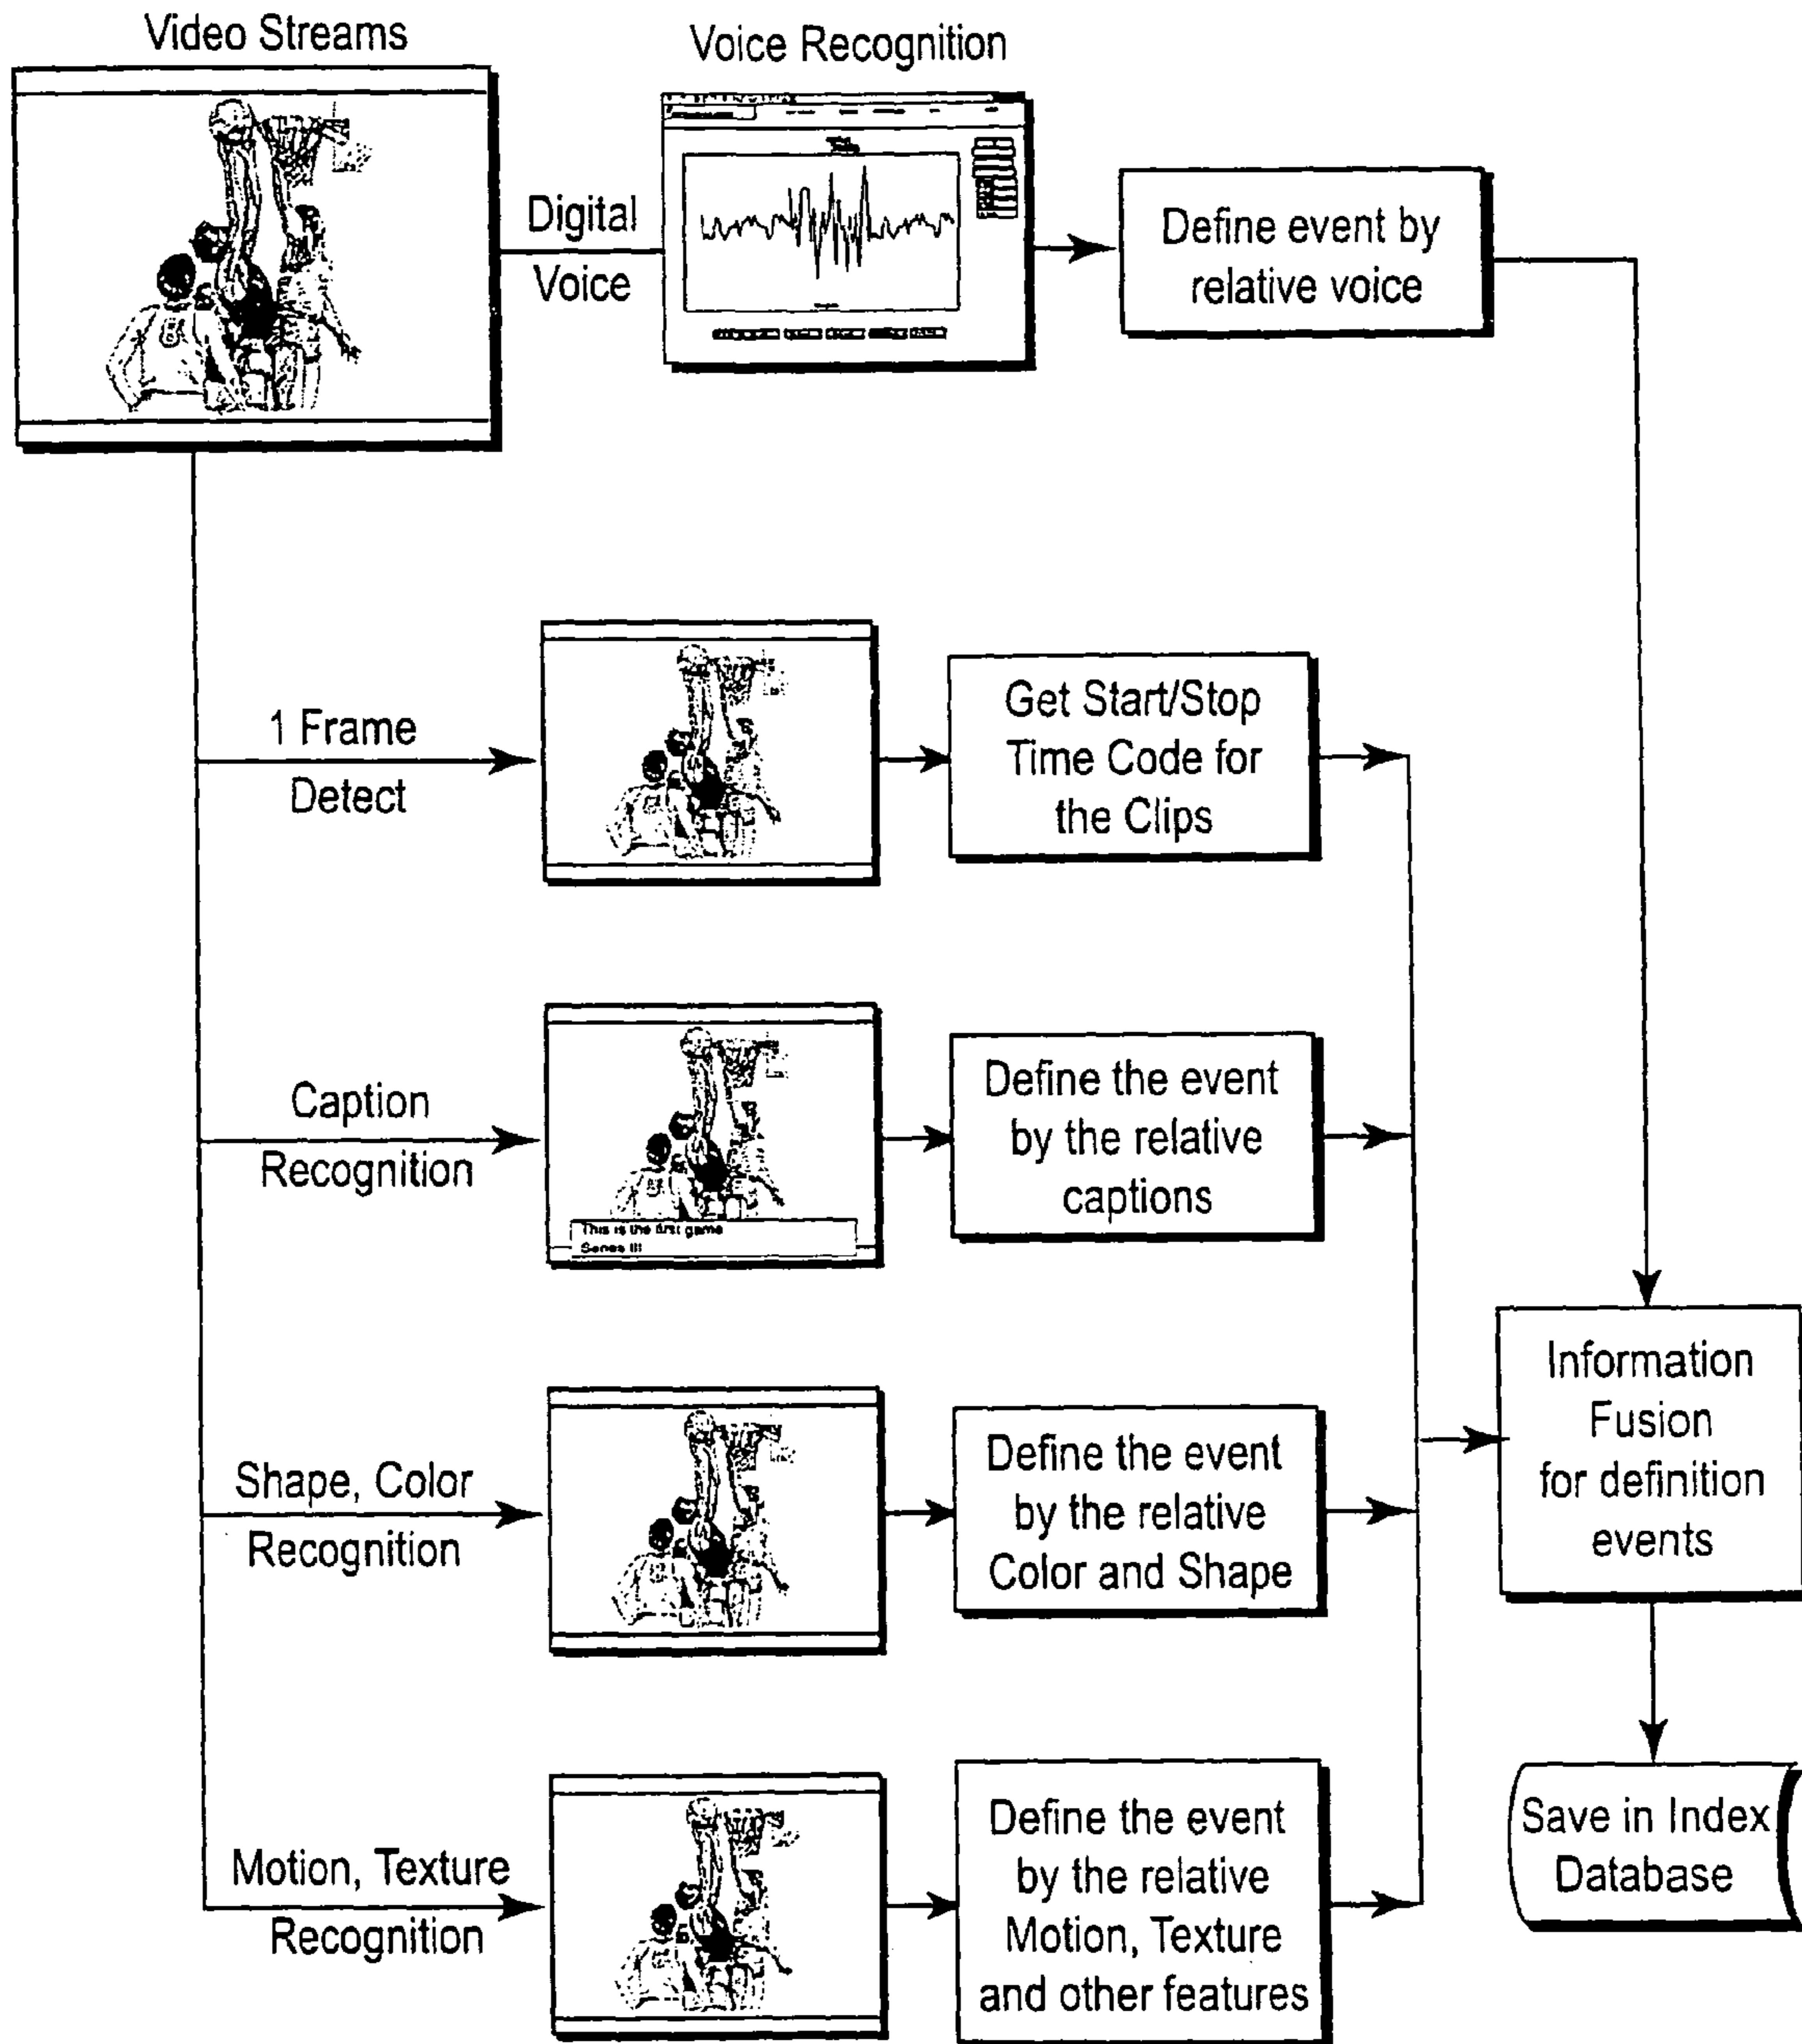 Video Streams
Voice Recognition
Digital
Voice
Define event by
relative voice
1 Frame
Detect
Get Start/Stop
Time Code for
the Clips
Caption
Recognition
This is the first game
Series III
Define the event
by the relative
captions
Shape, Color
Recognition
Define the event
by the relative
Color and Shape
Information
Fusion
for definition
events
Motion, Texture
Recognition
Define the event
by the relative
Motion, Texture
and other features
Save in Index
Database